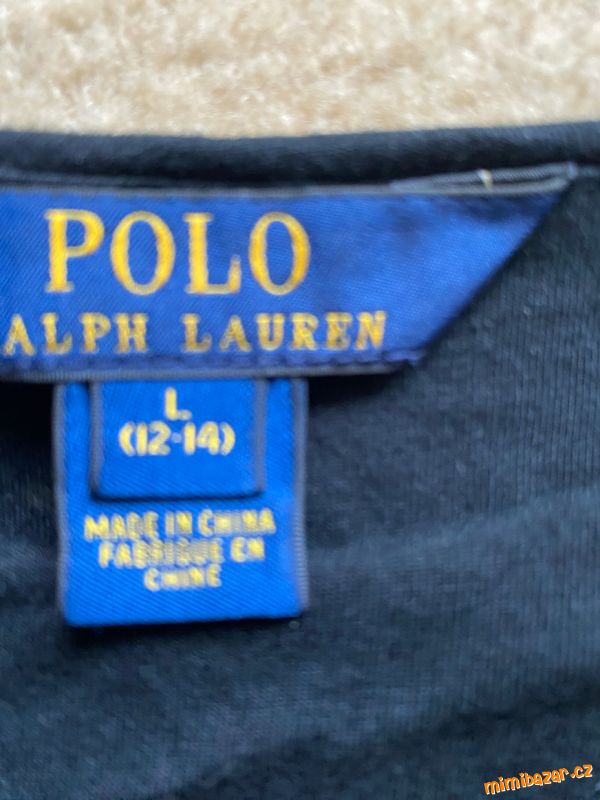 POLO
ALPH LAUREN
L
(12-14)
MADE IN CHINA
FABRIQUE EN
CHINE
mimibazar.cz